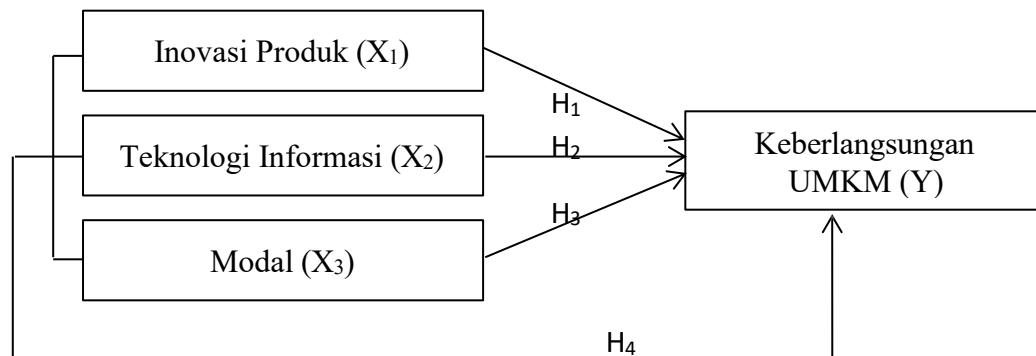 Inovasi Produk (X₁)
H₁
Teknologi Informasi (X₂)
H₂
Keberlangsungan
UMKM (Y)
H₃
Modal (X₃)
H₄